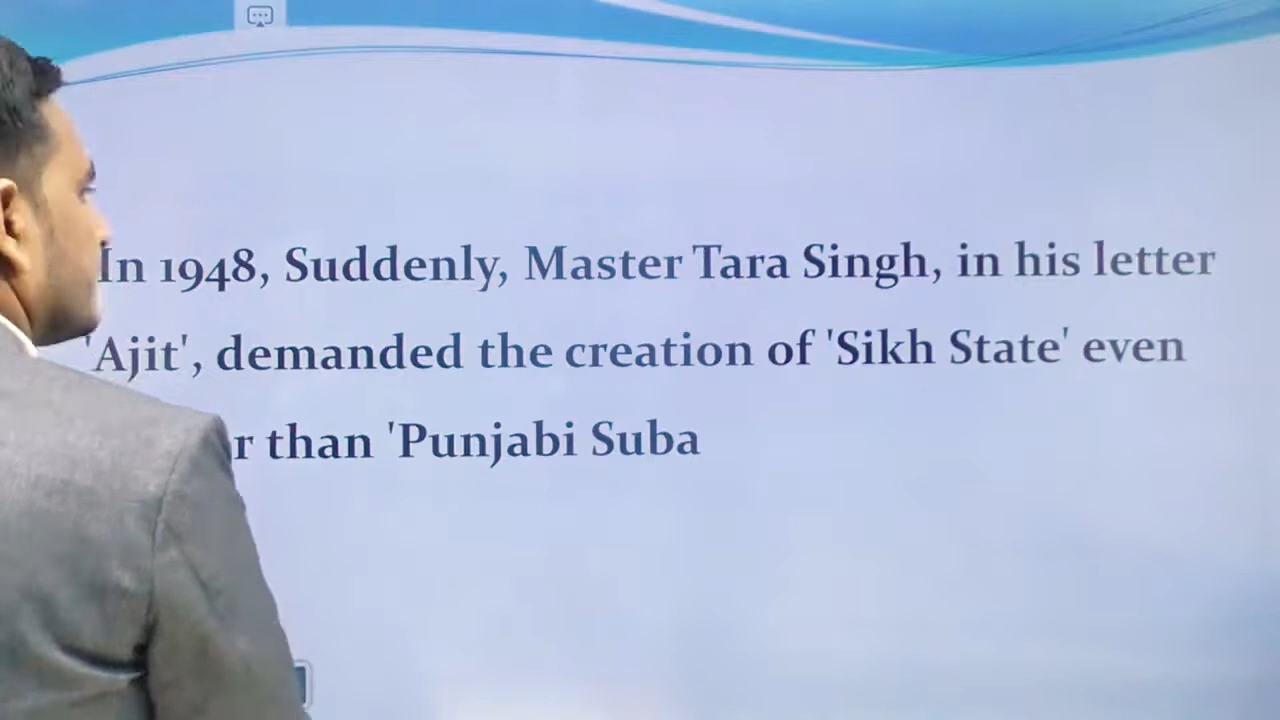 In 1948, Suddenly, Master Tara Singh, in his letter
'Ajit', demanded the creation of 'Sikh State' even
than 'Punjabi Suba